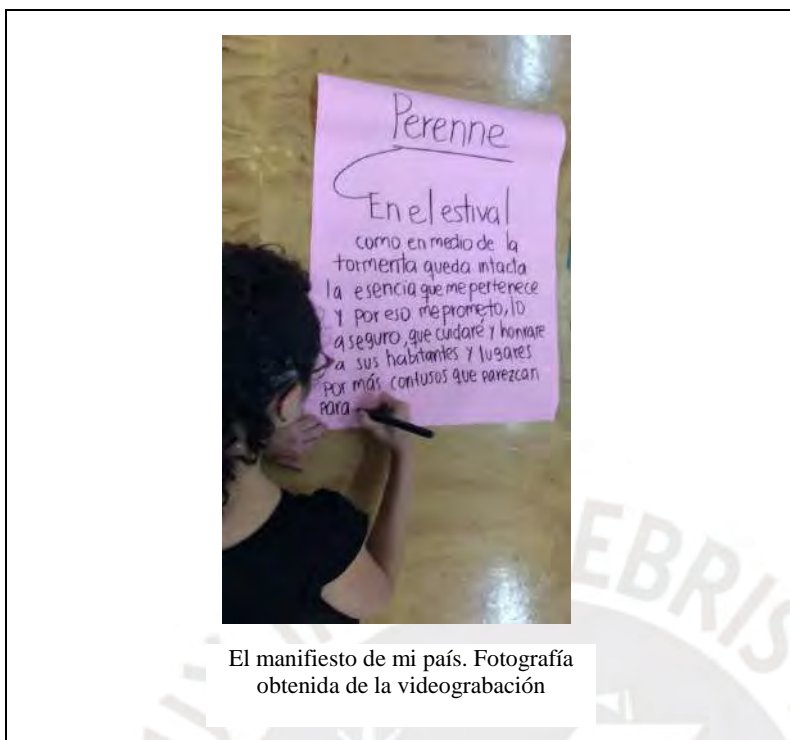 Perenne
En el estival
como en medio de la
tormenta queda intacta
la esencia que me pertenece
y por eso me prometo, lo
aseguro, que cuidaré y honrare
a sus habitantes y lugares
Por más confusos que parezcan
para
El manifiesto de mi país. Fotografía
obtenida de la videograbación
EBRIS